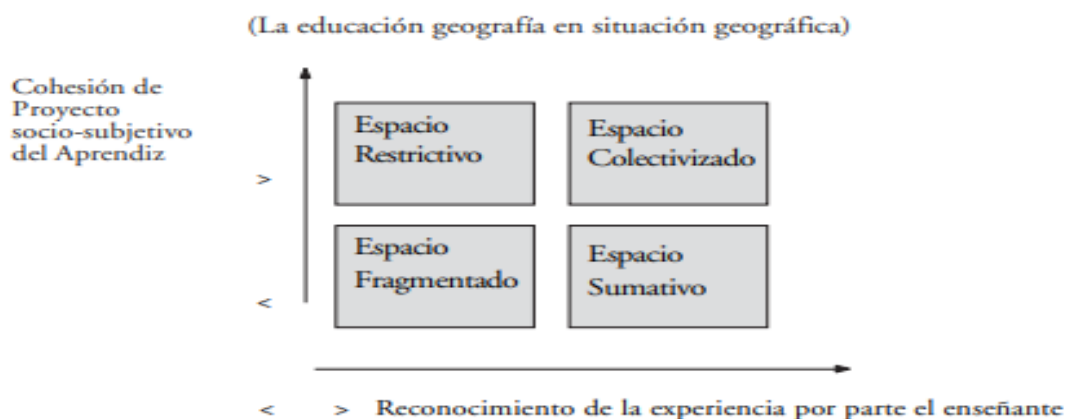 (La educación geografía en situación geográfica)
Cohesión de
Proyecto
socio-subjetivo
del Aprendiz
>
<
Espacio
Restrictivo
Espacio
Colectivizado
Espacio
Fragmentado
Espacio
Sumativo
< > Reconocimiento de la experiencia por parte el enseñante